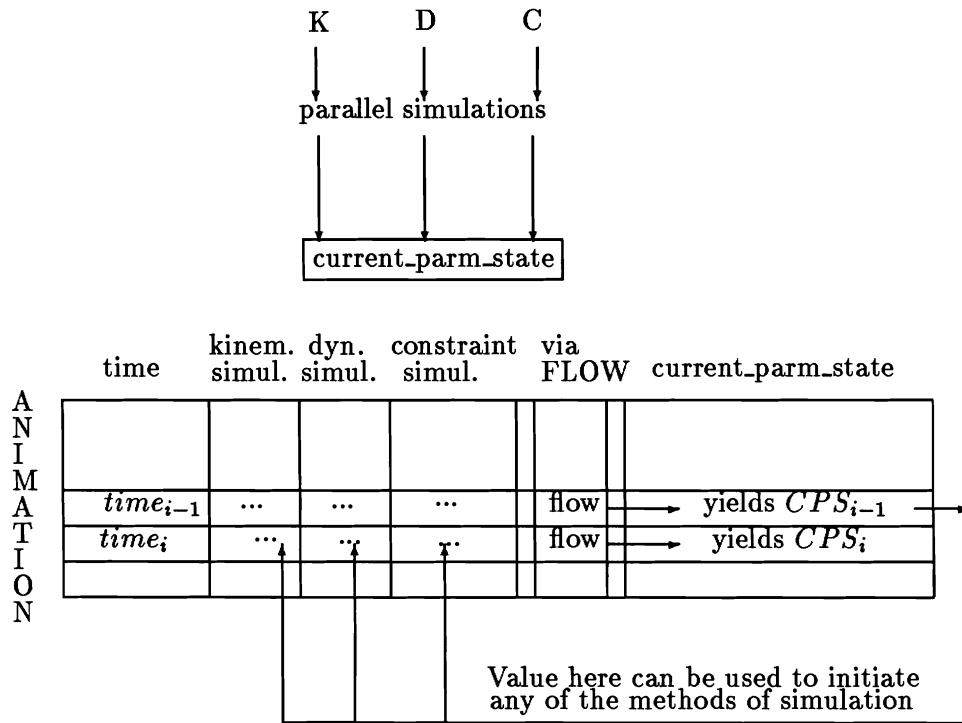 K D C
parallel simulations
current_parm_state
kinem. dyn. constraint via
time simul. simul. simul. FLOW current_parm_state
ANIMATION
time_{i-1} ... ... ... flow yields CPS_{i-1}
time_i ... ... ... flow yields CPS_i
Value here can be used to initiate
any of the methods of simulation